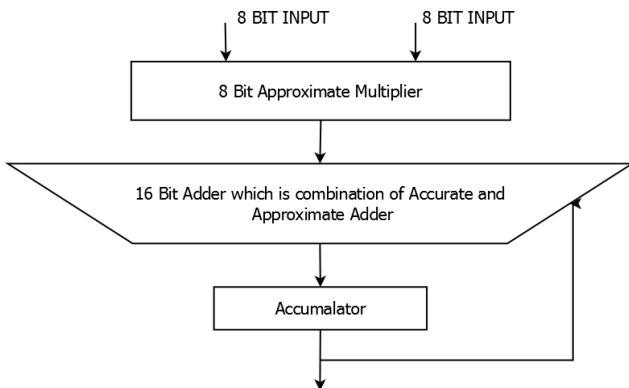 8 BIT INPUT
8 BIT INPUT
8 Bit Approximate Multiplier
16 Bit Adder which is combination of Accurate and
Approximate Adder
Accumalator